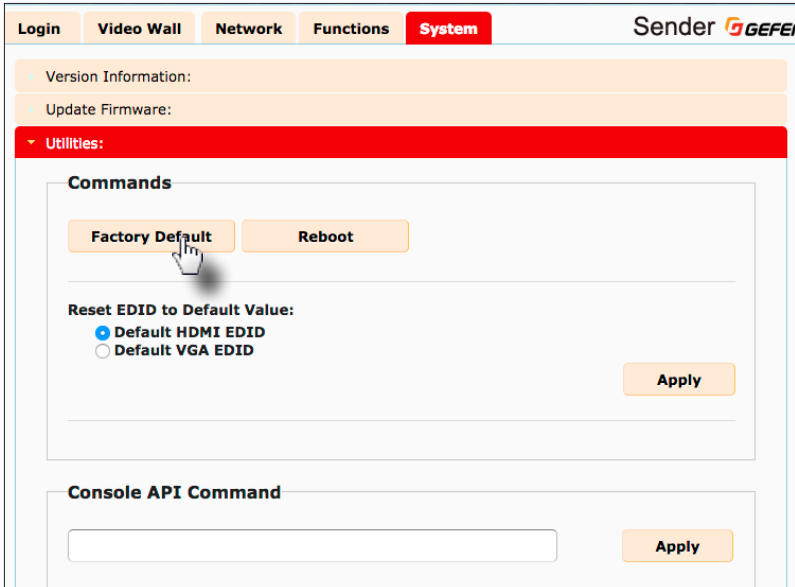 Login Video Wall Network Functions System Sender GEFEN
Version Information:
Update Firmware:
Utilities:
Commands
Factory Default Reboot
Reset EDID to Default Value:
Default HDMI EDID
Default VGA EDID
Apply
Console API Command
Apply